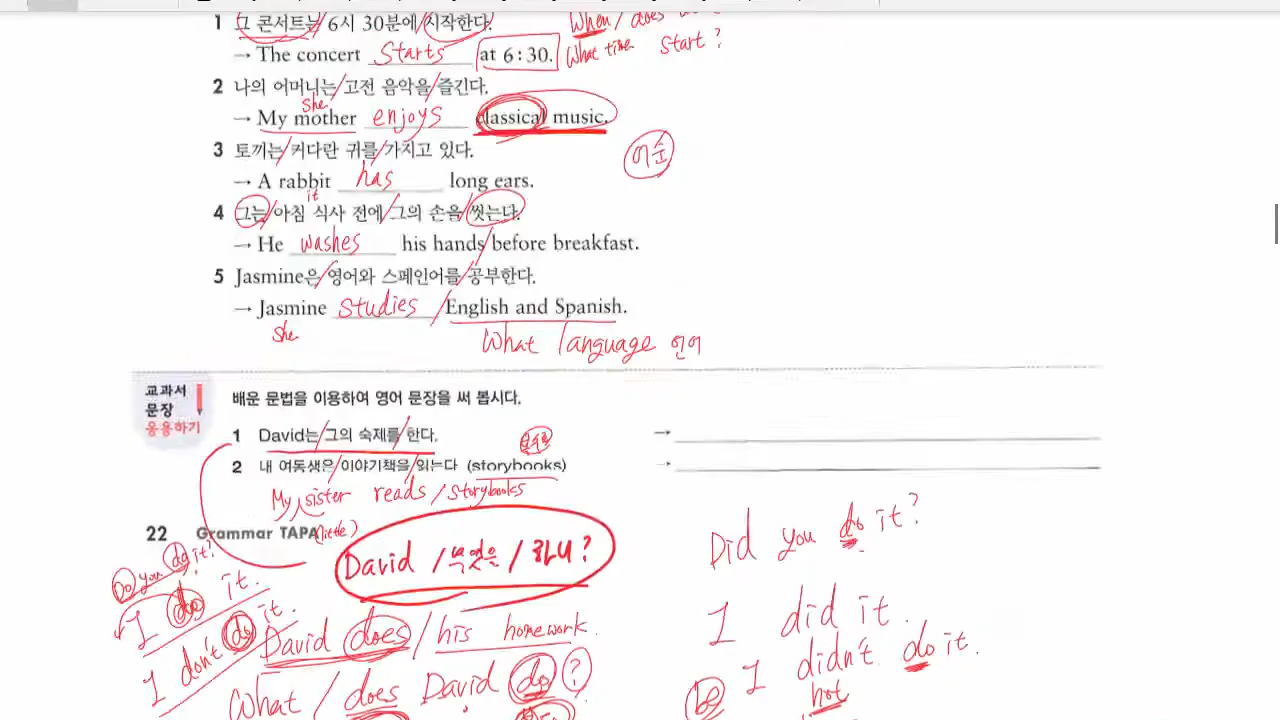 1 그 콘서트는/ 6시 30분에/ 시작한다. When/ does
→ The concert starts at 6:30. What time start?
2 나의 어머니는/ 고전 음악을/ 즐긴다.
she
→ My mother enjoys classical music.
3 토끼는/ 커다란 귀를/ 가지고 있다. 어순
→ A rabbit has long ears.
it
4 그는/ 아침 식사 전에/ 그의 손을/ 씻는다.
→ He washes his hands/ before breakfast.
5 Jasmine은/ 영어와 스페인어를/ 공부한다.
→ Jasmine studies / English and Spanish.
she What language 언어
교과서
문장
응용하기
배운 문법을 이용하여 영어 문장을 써 봅시다.
1 David는/ 그의 숙제를/ 한다. →
2 내 여동생은/ 이야기책을/ 읽는다 (storybooks) →
My sister reads / storybooks
(little)
22 Grammar TAPA
David / 무엇을 / 하니?
Did you do it?
Do you do it?
I do it.
I did it.
I don't do it.
David does / his homework.
I didn't do it.
What / does David do ?
be not